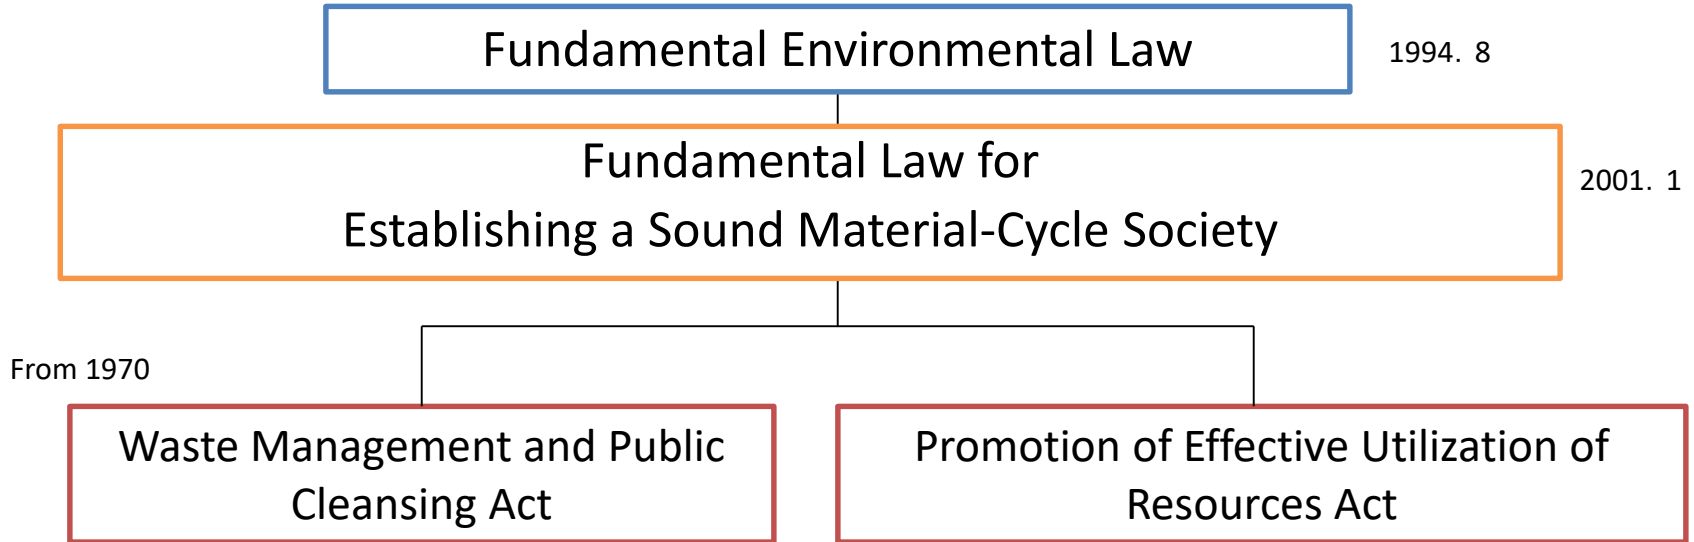 Fundamental Environmental Law
1994. 8
Fundamental Law for
Establishing a Sound Material-Cycle Society
2001. 1
From 1970
Waste Management and Public
Cleansing Act
Promotion of Effective Utilization of
Resources Act